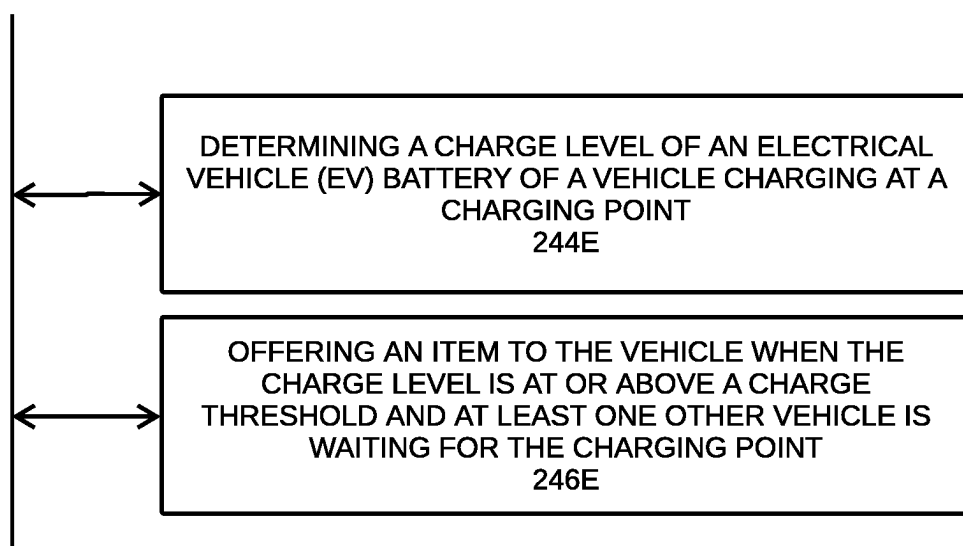 DETERMINING A CHARGE LEVEL OF AN ELECTRICAL
VEHICLE (EV) BATTERY OF A VEHICLE CHARGING AT A
CHARGING POINT
244E
OFFERING AN ITEM TO THE VEHICLE WHEN THE
CHARGE LEVEL IS AT OR ABOVE A CHARGE
THRESHOLD AND AT LEAST ONE OTHER VEHICLE IS
WAITING FOR THE CHARGING POINT
246E